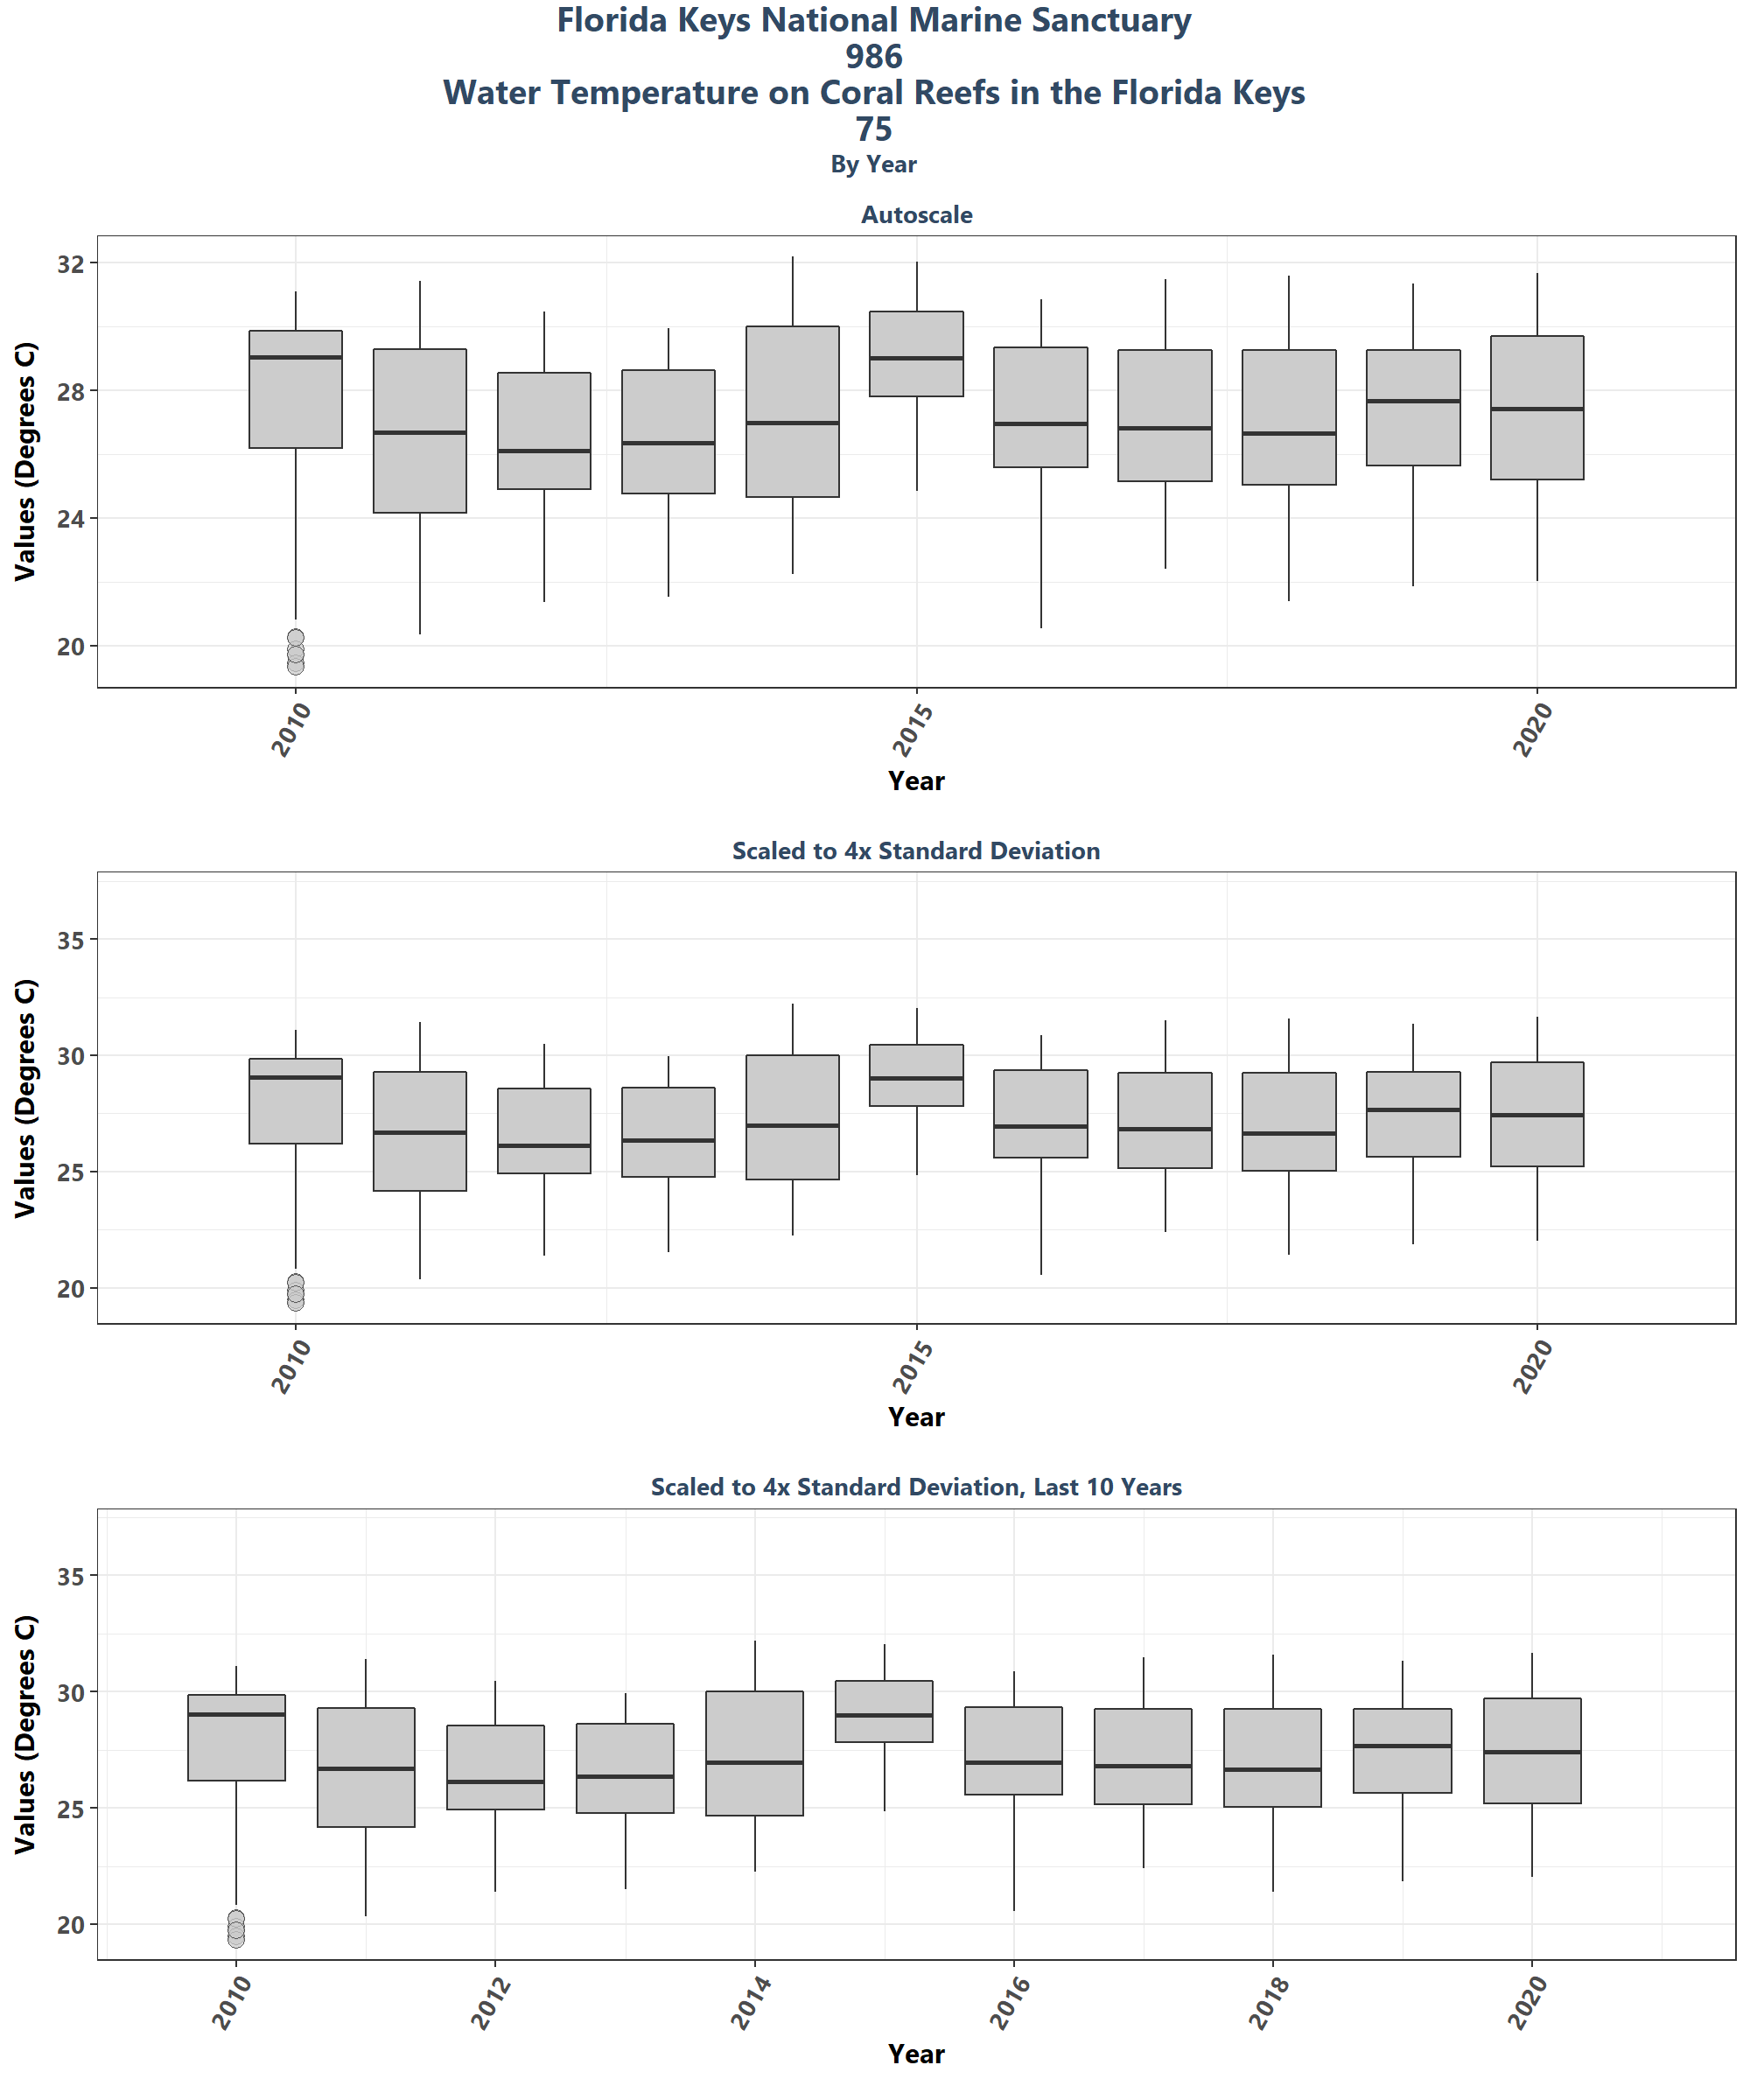 Florida Keys National Marine Sanctuary
986
Water Temperature on Coral Reefs in the Florida Keys
75
By Year
Autoscale
Values (Degrees C)
32
28
24
20
2010
2015
2020
Year
Scaled to 4x Standard Deviation
Values (Degrees C)
35
30
25
20
2010
2015
2020
Year
Scaled to 4x Standard Deviation, Last 10 Years
Values (Degrees C)
35
30
25
20
2010
2012
2014
2016
2018
2020
Year